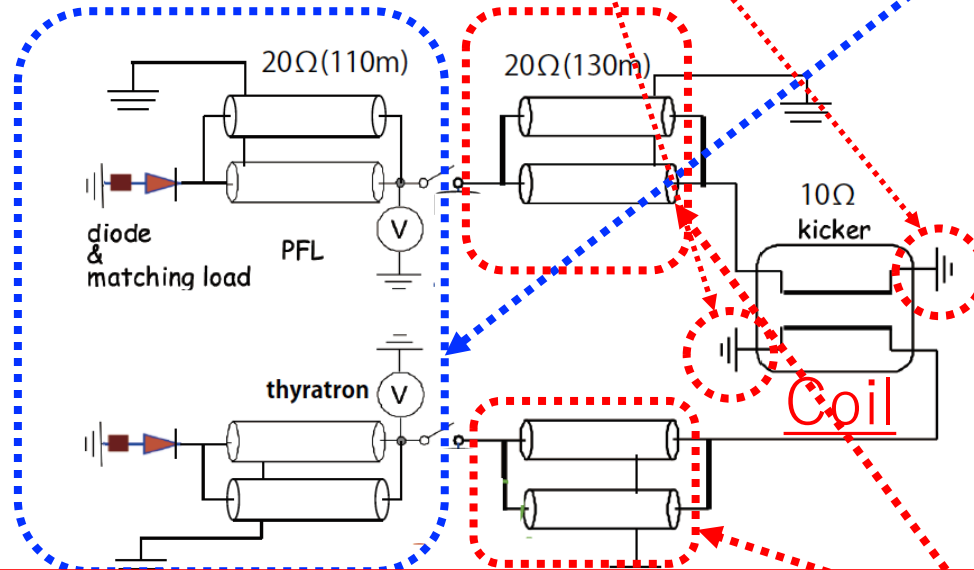 20Ω(110m)
20Ω(130m)
10Ω
kicker
diode
&
matching load
PFL
V
thyratron
V
Coil